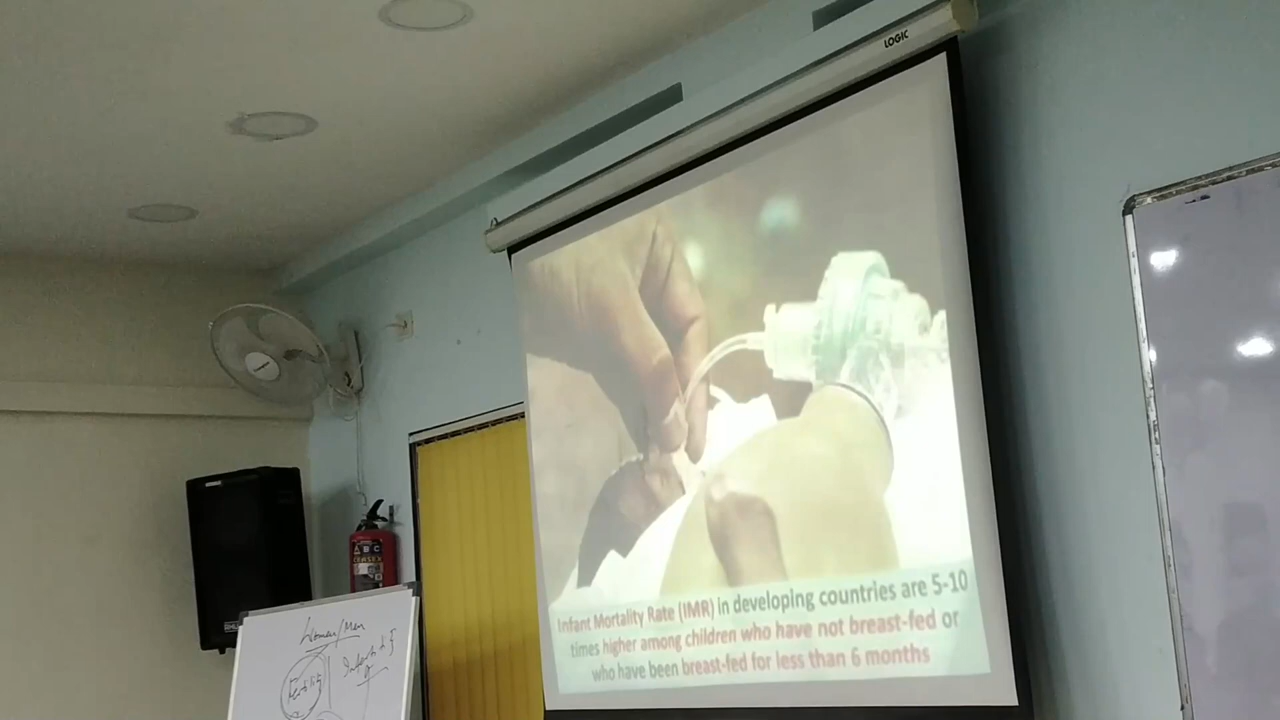 LOGIC
Infant Mortality Rate (IMR) in developing countries are 5-10
times higher among children who have not breast-fed or
who have been breast-fed for less than 6 months
A B C
Women/Men
Fertility